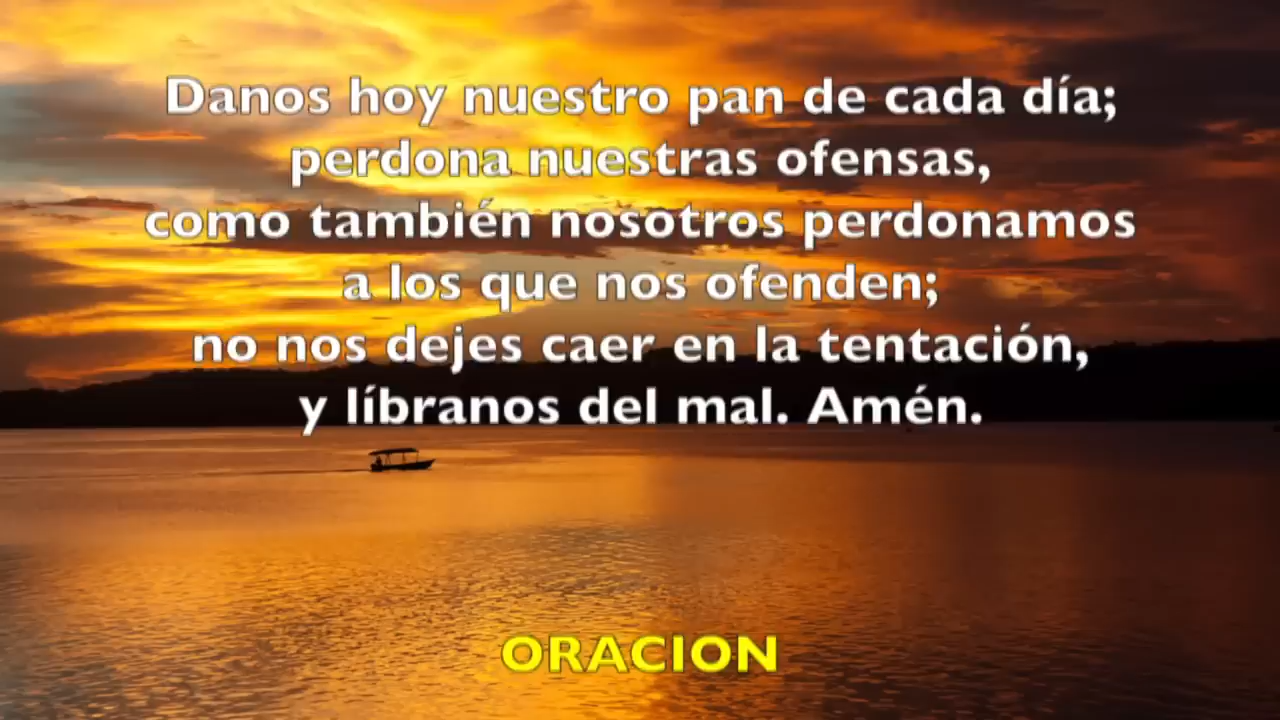 Danos hoy nuestro pan de cada día;
perdona nuestras ofensas,
como también nosotros perdonamos
a los que nos ofenden;
no nos dejes caer en la tentación,
y líbranos del mal. Amén.
ORACION